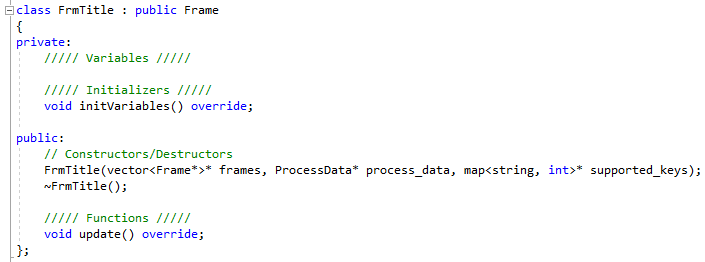 class FrmTitle : public Frame
{
private:
    ///// Variables /////
    ///// Initializers /////
    void initVariables() override;
public:
    // Constructors/Destructors
    FrmTitle(vector<Frame*>* frames, ProcessData* process_data, map<string, int>* supported_keys);
    ~FrmTitle();
    ///// Functions /////
    void update() override;
};